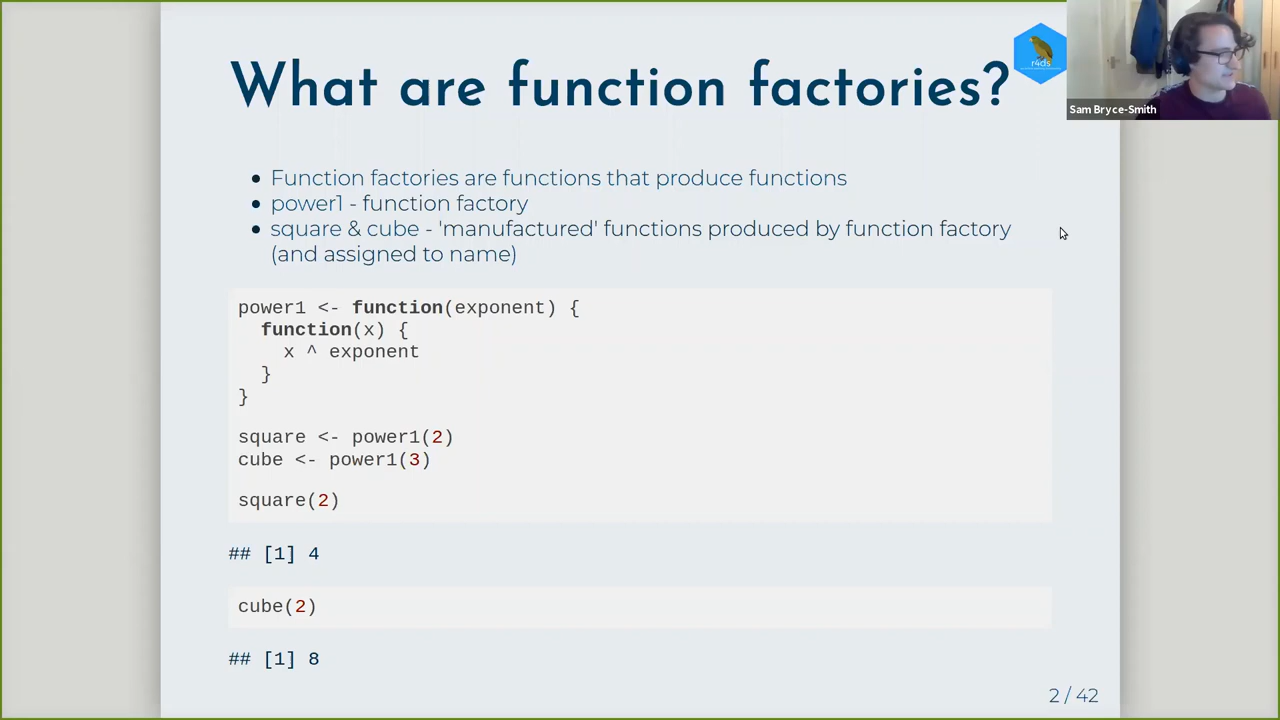 What are function factories?
r4ds
Sam Bryce-Smith
• Function factories are functions that produce functions
• power1 - function factory
• square & cube - 'manufactured' functions produced by function factory
(and assigned to name)
power1 <- function(exponent) {
  function(x) {
    x ^ exponent
  }
}
square <- power1(2)
cube <- power1(3)
square(2)
## [1] 4
cube(2)
## [1] 8
2 / 42